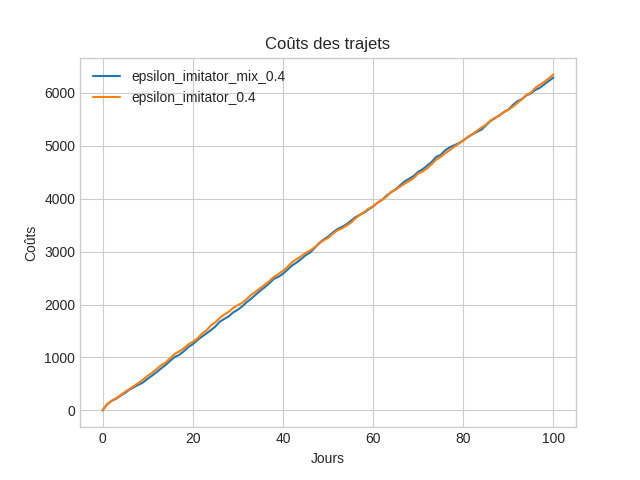 Coûts des trajets
epsilon_imitator_mix_0.4
epsilon_imitator_0.4
6000
5000
4000
3000
2000
1000
0
Coûts
0 20 40 60 80 100
Jours